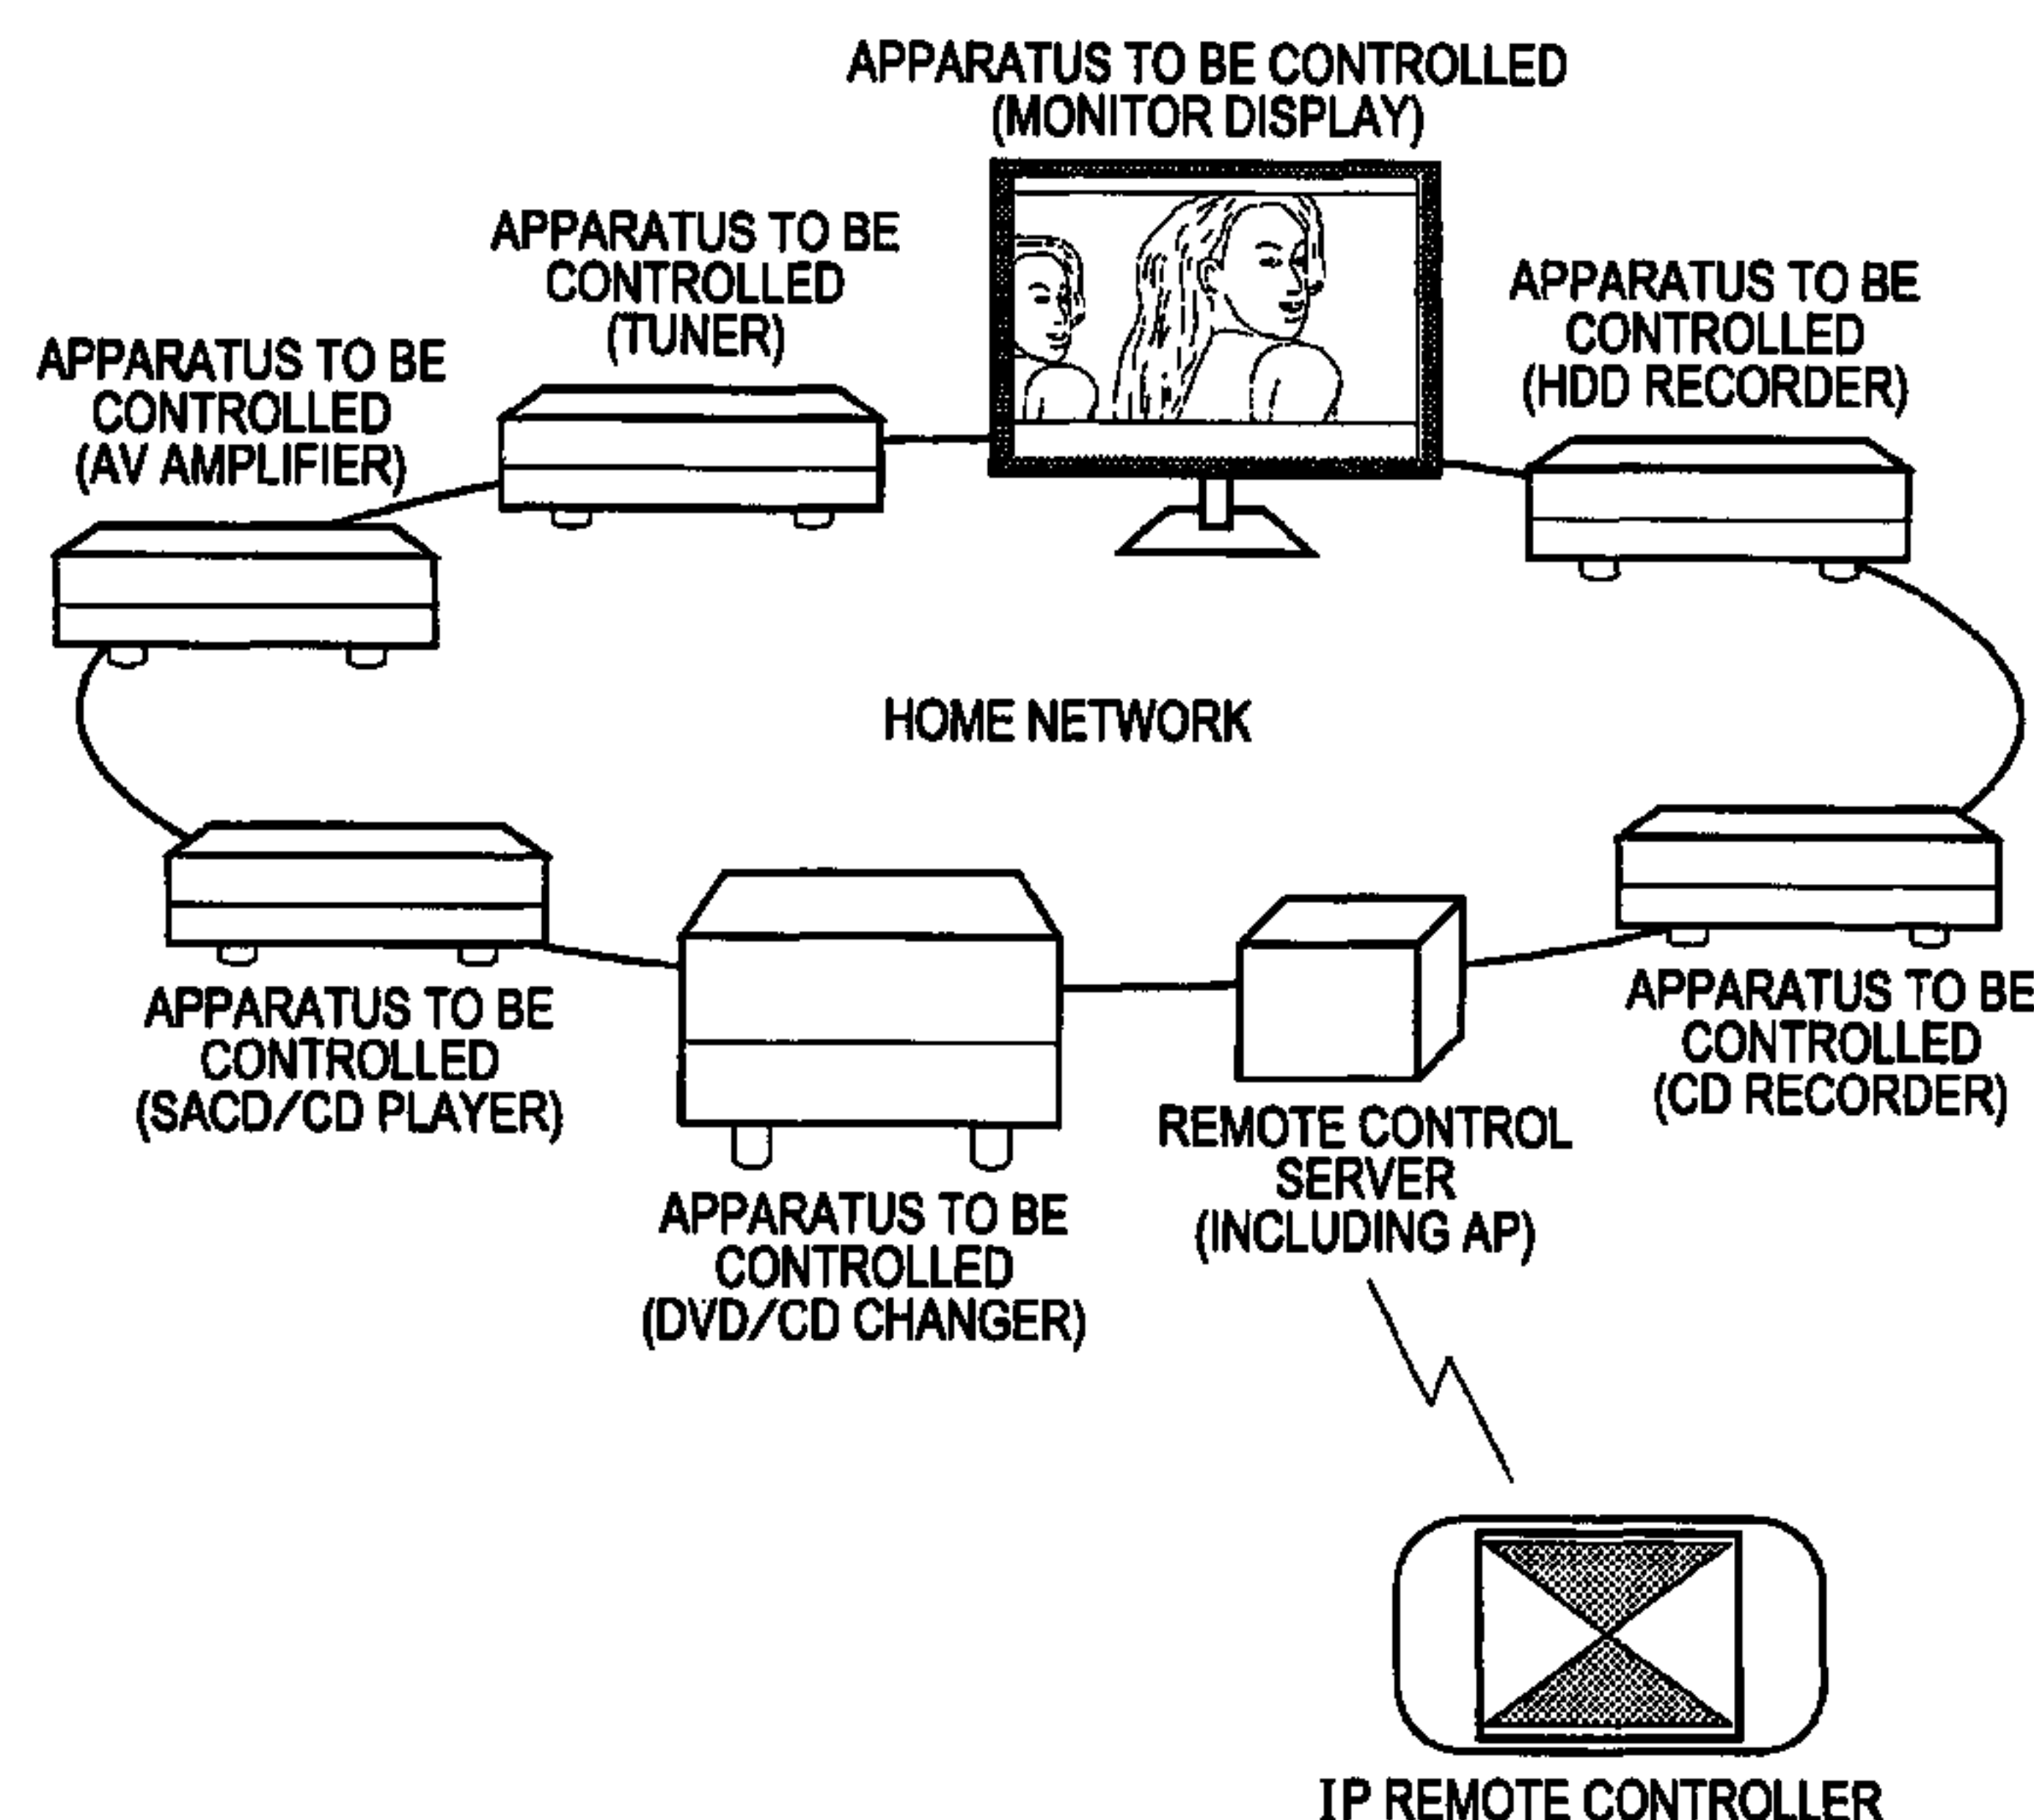 APPARATUS TO BE CONTROLLED
(MONITOR DISPLAY)
APPARATUS TO BE
CONTROLLED
(TUNER)
APPARATUS TO BE
CONTROLLED
(HDD RECORDER)
APPARATUS TO BE
CONTROLLED
(AV AMPLIFIER)
HOME NETWORK
APPARATUS TO BE
CONTROLLED
(SACD/CD PLAYER)
APPARATUS TO BE
CONTROLLED
(DVD/CD CHANGER)
REMOTE CONTROL
SERVER
(INCLUDING AP)
APPARATUS TO BE
CONTROLLED
(CD RECORDER)
IP REMOTE CONTROLLER